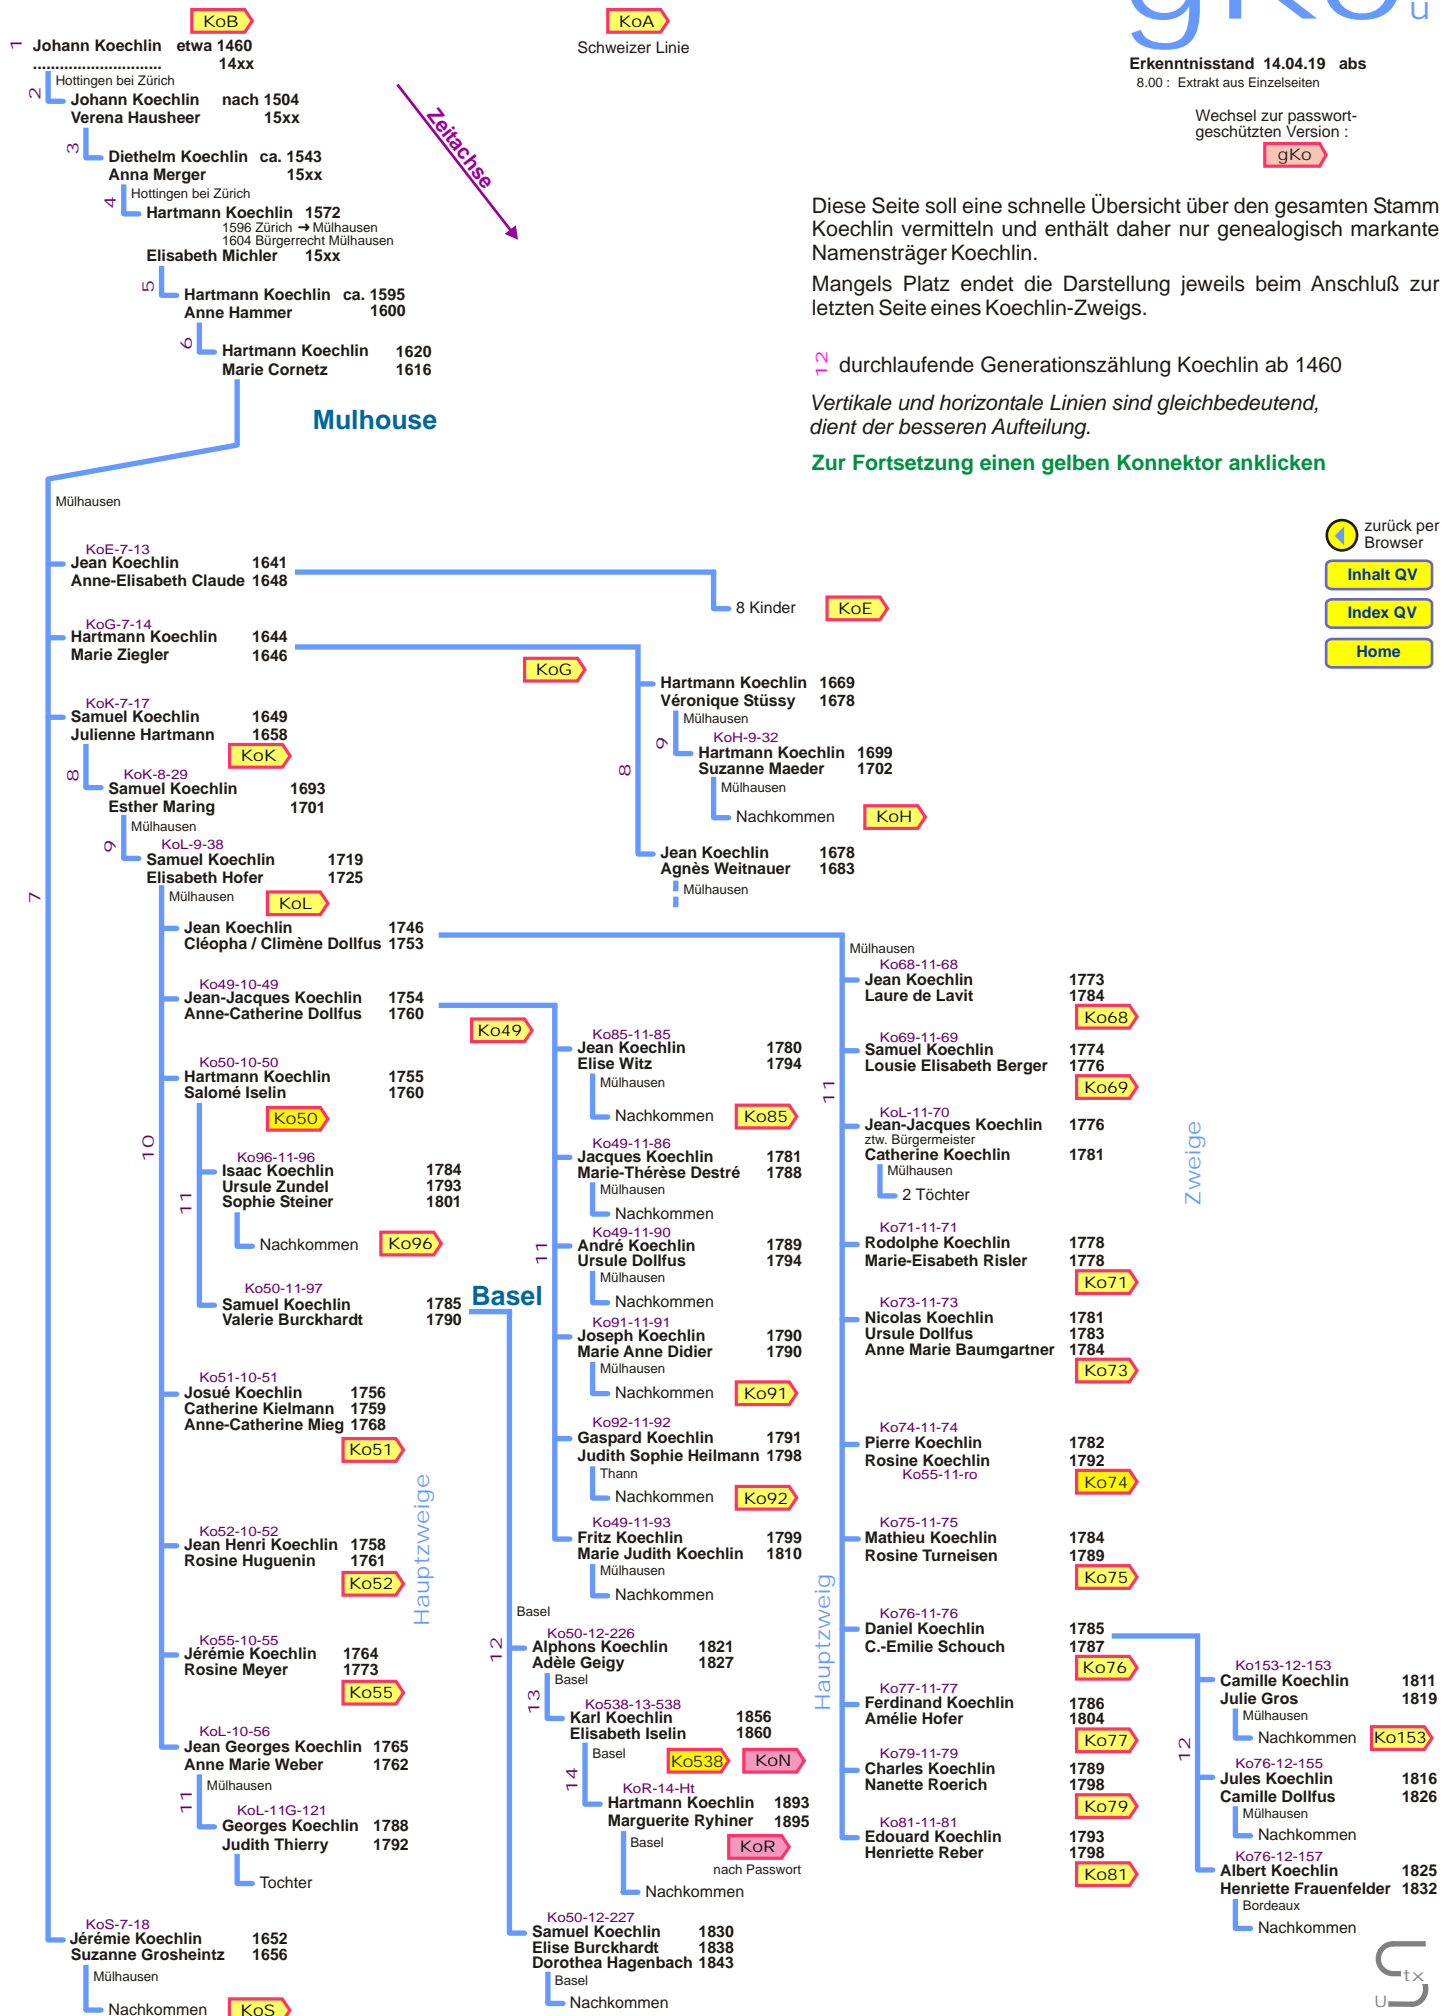 KoB
KoA
Schweizer Linie
gKo u
Erkenntnisstand 14.04.19 abs
8.00 : Extrakt aus Einzelseiten
Wechsel zur passwort-
geschützten Version :
gKo
1 Johann Koechlin etwa 1460
............................. 14xx
Hottingen bei Zürich
2 Johann Koechlin nach 1504
Verena Hausheer 15xx
3 Diethelm Koechlin ca. 1543
Anna Merger 15xx
Hottingen bei Zürich
4 Hartmann Koechlin 1572
1596 Zürich ➔ Mülhausen
1604 Bürgerrecht Mülhausen
Elisabeth Michler 15xx
5 Hartmann Koechlin ca. 1595
Anne Hammer 1600
6 Hartmann Koechlin 1620
Marie Cornetz 1616
Zeitachse
Diese Seite soll eine schnelle Übersicht über den gesamten Stamm
Koechlin vermitteln und enthält daher nur genealogisch markante
Namensträger Koechlin.
Mangels Platz endet die Darstellung jeweils beim Anschluß zur
letzten Seite eines Koechlin-Zweigs.
12 durchlaufende Generationszählung Koechlin ab 1460
Vertikale und horizontale Linien sind gleichbedeutend,
dient der besseren Aufteilung.
Zur Fortsetzung einen gelben Konnektor anklicken
zurück per
Browser
Inhalt QV
Index QV
Home
Mulhouse
Mülhausen
7
KoE-7-13
Jean Koechlin 1641
Anne-Elisabeth Claude 1648
8 Kinder KoE
KoG-7-14
Hartmann Koechlin 1644
Marie Ziegler 1646
KoG
8
Hartmann Koechlin 1669
Véronique Stüssy 1678
Mülhausen
9
KoH-9-32
Hartmann Koechlin 1699
Suzanne Maeder 1702
Mülhausen
Nachkommen KoH
Jean Koechlin 1678
Agnès Weitnauer 1683
Mülhausen
KoK-7-17
Samuel Koechlin 1649
Julienne Hartmann 1658
KoK
8
KoK-8-29
Samuel Koechlin 1693
Esther Maring 1701
Mülhausen
9
KoL-9-38
Samuel Koechlin 1719
Elisabeth Hofer 1725
Mülhausen KoL
10
Jean Koechlin 1746
Cléopha / Climène Dollfus 1753
Ko49-10-49
Jean-Jacques Koechlin 1754
Anne-Catherine Dollfus 1760
Ko49
Ko50-10-50
Hartmann Koechlin 1755
Salomé Iselin 1760
Ko50
11
Ko96-11-96
Isaac Koechlin 1784
Ursule Zundel 1793
Sophie Steiner 1801
Nachkommen Ko96
Ko50-11-97
Samuel Koechlin 1785
Valerie Burckhardt 1790
Ko51-10-51
Josué Koechlin 1756
Catherine Kielmann 1759
Anne-Catherine Mieg 1768
Ko51
Hauptzweige
Ko52-10-52
Jean Henri Koechlin 1758
Rosine Huguenin 1761
Ko52
Ko55-10-55
Jérémie Koechlin 1764
Rosine Meyer 1773
Ko55
KoL-10-56
Jean Georges Koechlin 1765
Anne Marie Weber 1762
Mülhausen
11
KoL-11G-121
Georges Koechlin 1788
Judith Thierry 1792
Tochter
KoS-7-18
Jérémie Koechlin 1652
Suzanne Grosheintz 1656
Mülhausen
Nachkommen KoS
11
Ko85-11-85
Jean Koechlin 1780
Elise Witz 1794
Mülhausen
Nachkommen Ko85
Ko49-11-86
Jacques Koechlin 1781
Marie-Thérèse Destré 1788
Mülhausen
Nachkommen
Ko49-11-90
André Koechlin 1789
Ursule Dollfus 1794
Mülhausen
Nachkommen
Ko91-11-91
Joseph Koechlin 1790
Marie Anne Didier 1790
Mülhausen
Nachkommen Ko91
Ko92-11-92
Gaspard Koechlin 1791
Judith Sophie Heilmann 1798
Thann
Nachkommen Ko92
Ko49-11-93
Fritz Koechlin 1799
Marie Judith Koechlin 1810
Mülhausen
Nachkommen
Basel
Basel
12
Ko50-12-226
Alphons Koechlin 1821
Adèle Geigy 1827
Basel
13
Ko538-13-538
Karl Koechlin 1856
Elisabeth Iselin 1860
Basel Ko538 KoN
14
KoR-14-Ht
Hartmann Koechlin 1893
Marguerite Ryhiner 1895
Basel KoR
nach Passwort
Nachkommen
Ko50-12-227
Samuel Koechlin 1830
Elise Burckhardt 1838
Dorothea Hagenbach 1843
Basel
Nachkommen
Mülhausen
11
Hauptzweig
Zweige
Ko68-11-68
Jean Koechlin 1773
Laure de Lavit 1784
Ko68
Ko69-11-69
Samuel Koechlin 1774
Lousie Elisabeth Berger 1776
Ko69
KoL-11-70
Jean-Jacques Koechlin 1776
ztw. Bürgermeister
Catherine Koechlin 1781
Mülhausen
2 Töchter
Ko71-11-71
Rodolphe Koechlin 1778
Marie-Eisabeth Risler 1778
Ko71
Ko73-11-73
Nicolas Koechlin 1781
Ursule Dollfus 1783
Anne Marie Baumgartner 1784
Ko73
Ko74-11-74
Pierre Koechlin 1782
Rosine Koechlin 1792
Ko55-11-ro
Ko74
Ko75-11-75
Mathieu Koechlin 1784
Rosine Turneisen 1789
Ko75
Ko76-11-76
Daniel Koechlin 1785
C.-Emilie Schouch 1787
Ko76
Ko77-11-77
Ferdinand Koechlin 1786
Amélie Hofer 1804
Ko77
Ko79-11-79
Charles Koechlin 1789
Nanette Roerich 1798
Ko79
Ko81-11-81
Edouard Koechlin 1793
Henriette Reber 1798
Ko81
12
Ko153-12-153
Camille Koechlin 1811
Julie Gros 1819
Mülhausen
Nachkommen Ko153
Ko76-12-155
Jules Koechlin 1816
Camille Dollfus 1826
Mülhausen
Nachkommen
Ko76-12-157
Albert Koechlin 1825
Henriette Frauenfelder 1832
Bordeaux
Nachkommen
tx
U